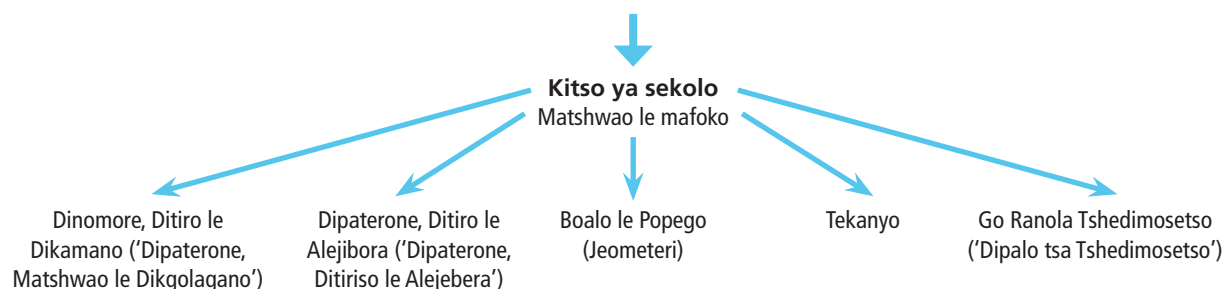 Kitso ya sekolo
Matshwao le mafoko
Dinomore, Ditiro le
Dikamano (‘Dipaterone,
Matshwao le Dikgolagano’)
Dipaterone, Ditiro le
Alejibora (‘Dipaterone,
Ditiriso le Alejebera’)
Boalo le Popego
(Jeometeri)
Tekanyo
Go Ranola Tshedimosetso
(‘Dipalo tsa Tshedimosetso’)